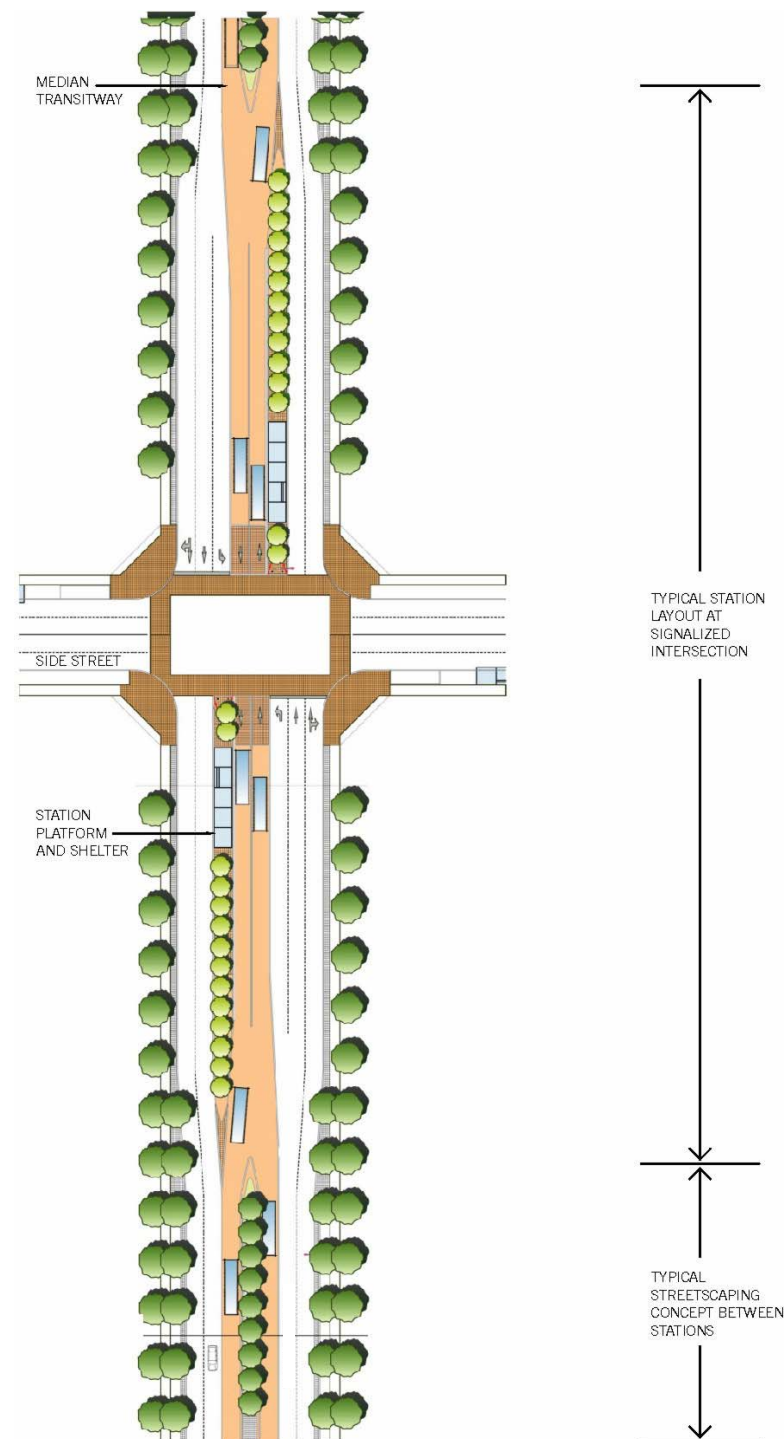 MEDIAN
TRANSITWAY
TYPICAL STATION
LAYOUT AT
SIGNALIZED
INTERSECTION
SIDE STREET
STATION
PLATFORM
AND SHELTER
TYPICAL
STREETSCAPING
CONCEPT BETWEEN
STATIONS